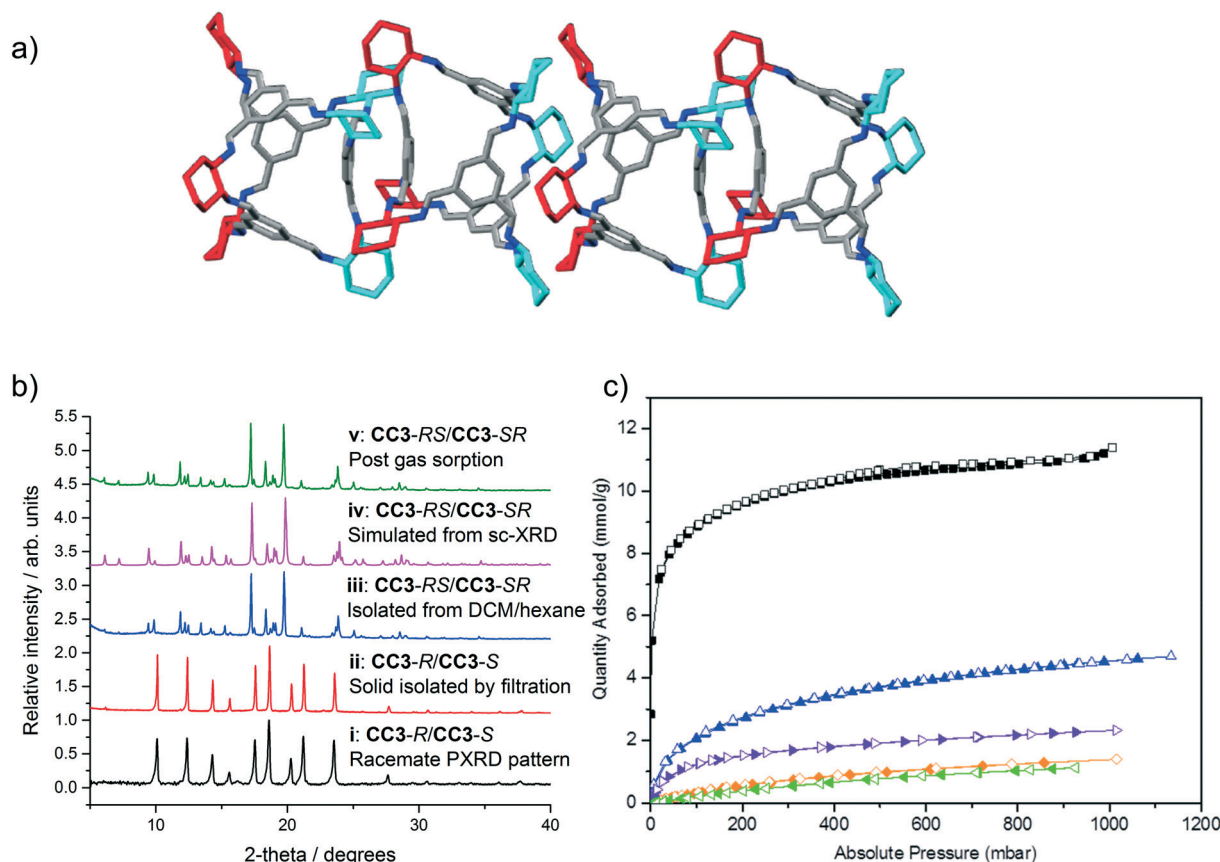 a)
b)
5.5
5.0
4.5
4.0
3.5
3.0
2.5
2.0
1.5
1.0
0.5
0.0
Relative intensity / arb. units
v: CC3-RS/CC3-SR
Post gas sorption
iv: CC3-RS/CC3-SR
Simulated from sc-XRD
iii: CC3-RS/CC3-SR
Isolated from DCM/hexane
ii: CC3-R/CC3-S
Solid isolated by filtration
i: CC3-R/CC3-S
Racemate PXRD pattern
10 20 30 40
2-theta / degrees
c)
12
10
8
6
4
2
0
Quantity Adsorbed (mmol/g)
0 200 400 600 800 1000 1200
Absolute Pressure (mbar)